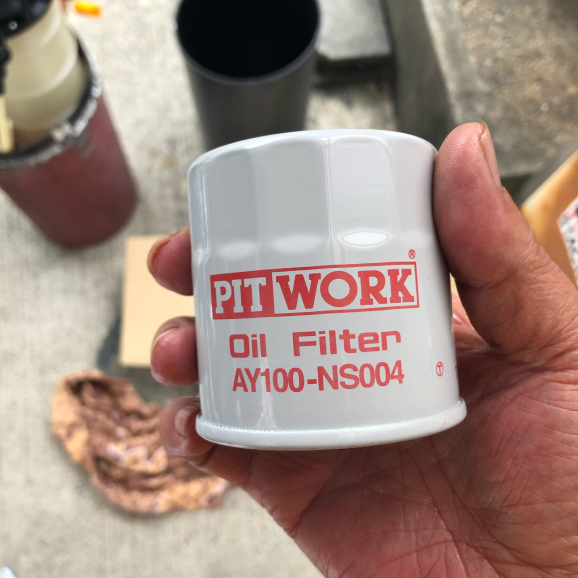 PITWORK®
Oil Filter
AY100-NS004
Ⓣ